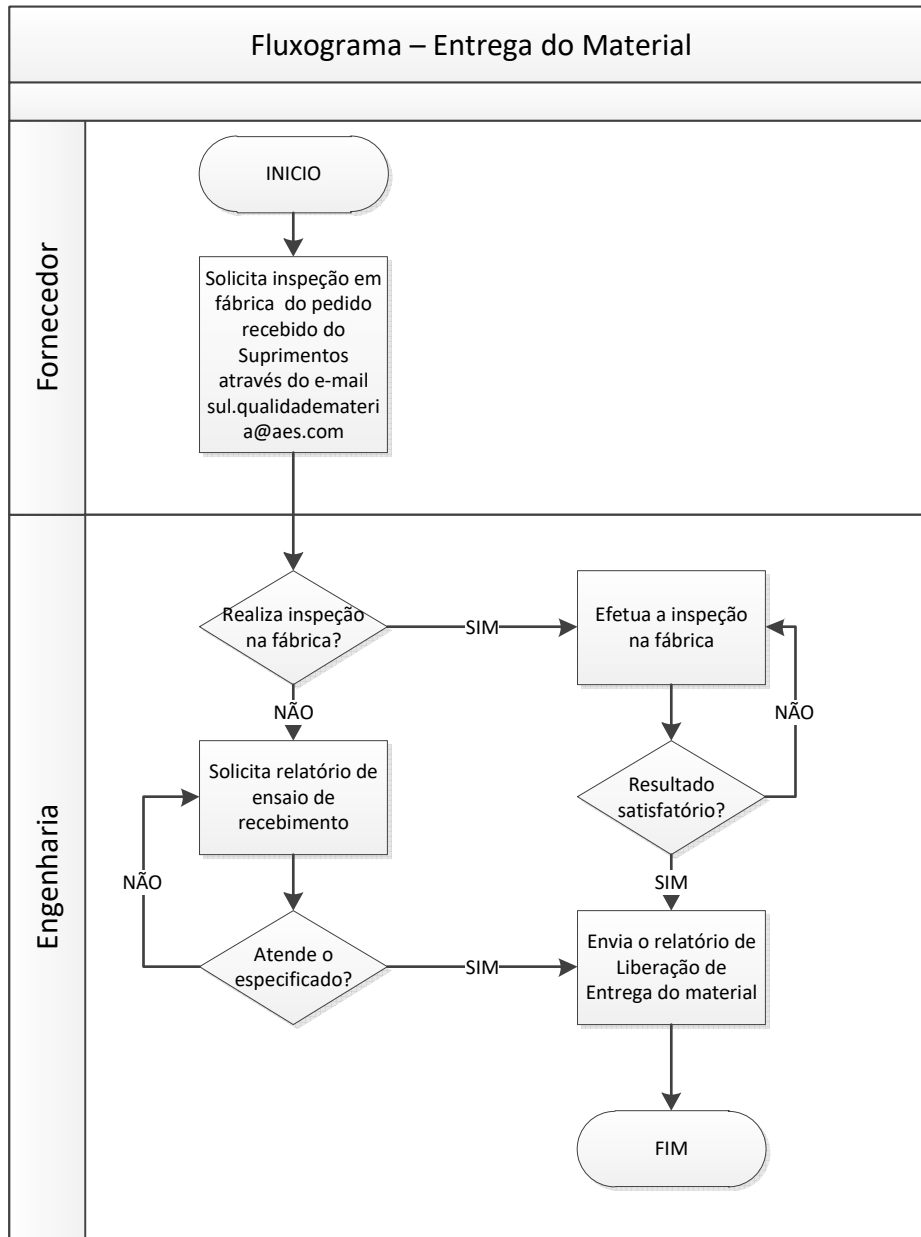 Fluxograma – Entrega do Material
Fornecedor
INICIO
Solicita inspeção em
fábrica do pedido
recebido do
Suprimentos
através do e-mail
sul.qualidademateri
a@aes.com
Engenharia
Realiza inspeção
na fábrica?
SIM
Efetua a inspeção
na fábrica
NÃO
NÃO
Solicita relatório de
ensaio de
recebimento
Resultado
satisfatório?
NÃO
SIM
Atende o
especificado?
SIM
Envia o relatório de
Liberação de
Entrega do material
FIM